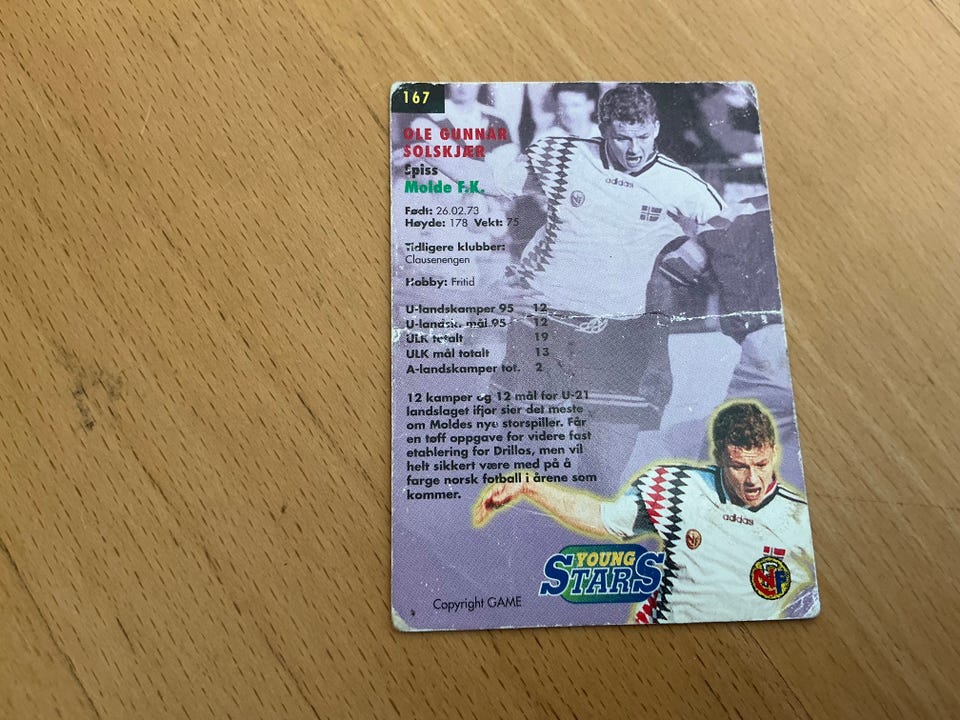 167
OLE GUNNAR
SOLSKJÆR
Spiss
Molde F.K.
Født: 26.02.73
Høyde: 178 Vekt: 75
Tidligere klubber:
Clausenengen
Hobby: Fritid
U-landskamper 95 12
U-landsk. mål 95 12
ULK totalt 19
ULK mål totalt 13
A-landskamper tot. 2
12 kamper og 12 mål for U-21
landslaget ifjor sier det meste
om Moldes nye storspiller. Får
en tøff oppgave for videre fast
etablering for Drillos, men vil
helt sikkert være med på å
farge norsk fotball i årene som
kommer.
adidas
adidas
YOUNG
STARS
Copyright GAME